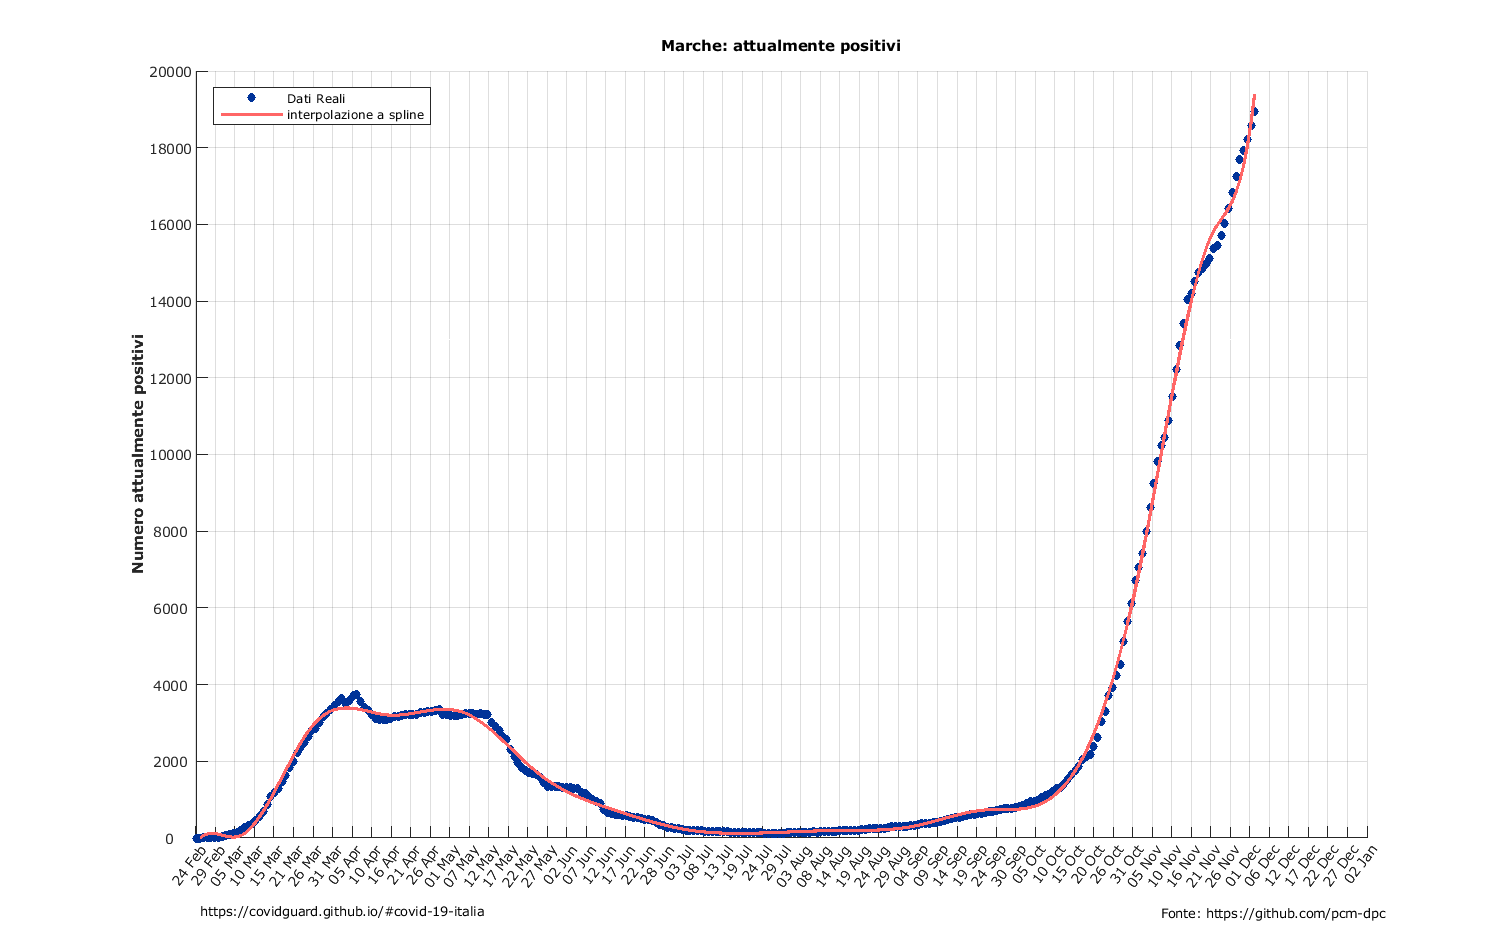 Marche: attualmente positivi
Dati Reali
interpolazione a spline
Numero attualmente positivi
20000
18000
16000
14000
12000
10000
8000
6000
4000
2000
0
24 Feb
29 Feb
05 Mar
10 Mar
15 Mar
21 Mar
26 Mar
31 Mar
05 Apr
10 Apr
16 Apr
21 Apr
26 Apr
01 May
07 May
12 May
17 May
22 May
27 May
02 Jun
07 Jun
12 Jun
17 Jun
22 Jun
28 Jun
03 Jul
08 Jul
13 Jul
19 Jul
24 Jul
29 Jul
03 Aug
08 Aug
14 Aug
19 Aug
24 Aug
29 Aug
04 Sep
09 Sep
14 Sep
19 Sep
24 Sep
30 Oct
05 Oct
10 Oct
15 Oct
20 Oct
26 Oct
31 Oct
05 Nov
10 Nov
16 Nov
21 Nov
26 Nov
01 Dec
06 Dec
12 Dec
17 Dec
22 Dec
27 Dec
02 Jan
https://covidguard.github.io/#covid-19-italia
Fonte: https://github.com/pcm-dpc